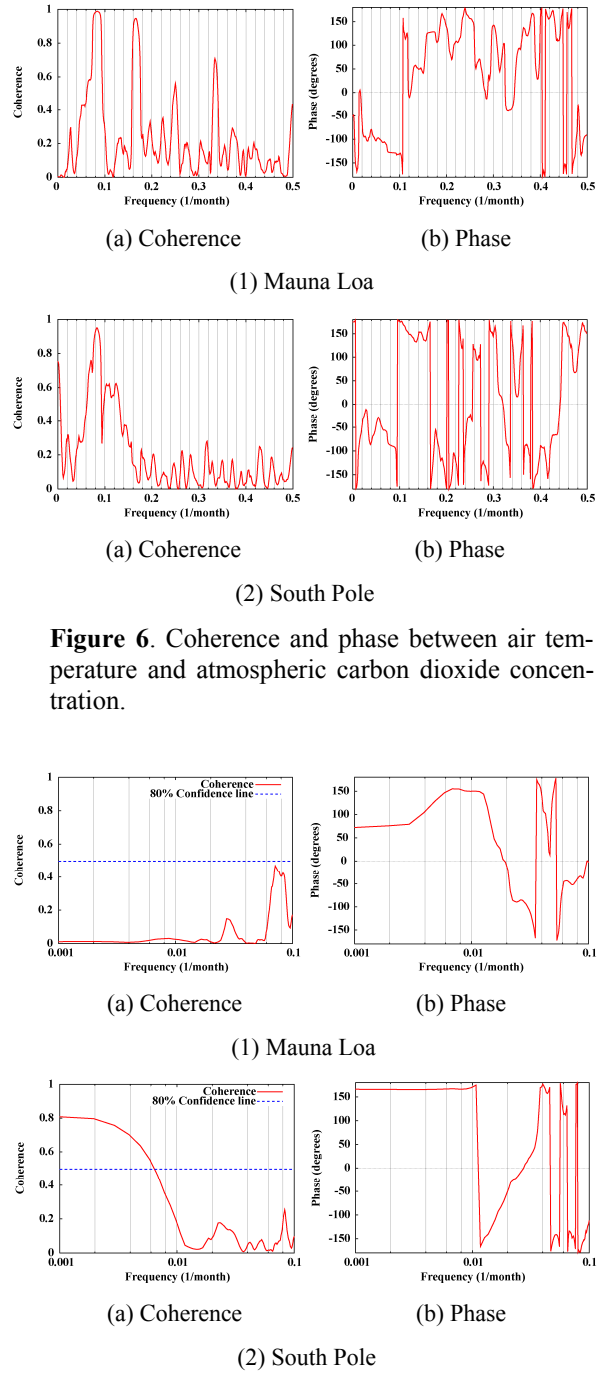 1
0.8
0.6
0.4
0.2
0
Coherence
0 0.1 0.2 0.3 0.4 0.5
Frequency (1/month)
150
100
50
0
-50
-100
-150
Phase (degrees)
0 0.1 0.2 0.3 0.4 0.5
Frequency (1/month)
(a) Coherence (b) Phase
(1) Mauna Loa
1
0.8
0.6
0.4
0.2
0
Coherence
0 0.1 0.2 0.3 0.4 0.5
Frequency (1/month)
150
100
50
0
-50
-100
-150
Phase (degrees)
0 0.1 0.2 0.3 0.4 0.5
Frequency (1/month)
(a) Coherence (b) Phase
(2) South Pole
Figure 6. Coherence and phase between air tem-
perature and atmospheric carbon dioxide concen-
tration.
Coherence
80% Confidence line
1
0.8
0.6
0.4
0.2
0
Coherence
0.001 0.01 0.1
Frequency (1/month)
150
100
50
0
-50
-100
-150
Phase (degrees)
0.001 0.01 0.1
Frequency (1/month)
(a) Coherence (b) Phase
(1) Mauna Loa
Coherence
80% Confidence line
1
0.8
0.6
0.4
0.2
0
Coherence
0.001 0.01 0.1
Frequency (1/month)
150
100
50
0
-50
-100
-150
Phase (degrees)
0.001 0.01 0.1
Frequency (1/month)
(a) Coherence (b) Phase
(2) South Pole